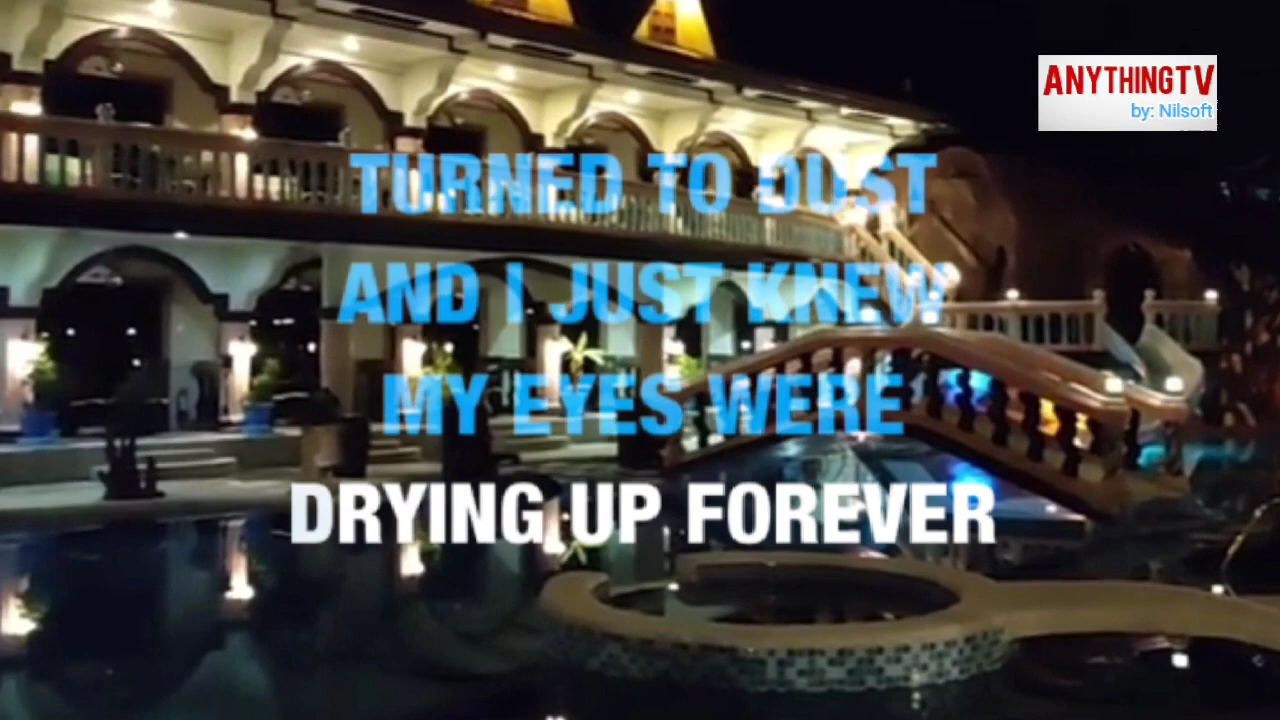 ANYTHINGTV
by: Nilsoft
TURNED TO DUST
AND I JUST KNEW
MY EYES WERE
DRYING UP FOREVER